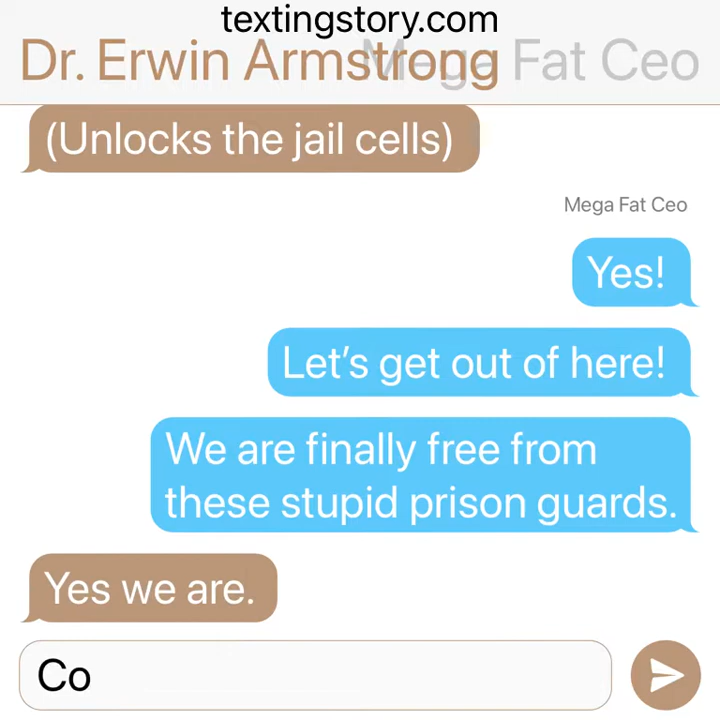 textingstory.com
Dr. Erwin Armstrong Mega Fat Ceo
(Unlocks the jail cells)
Mega Fat Ceo
Yes!
Let's get out of here!
We are finally free from
these stupid prison guards.
Yes we are.
Co